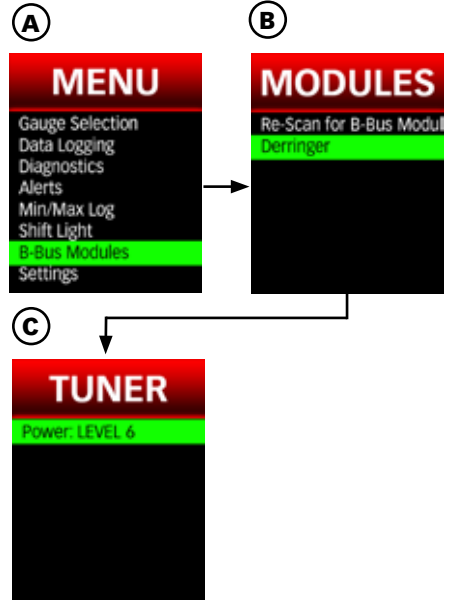 A
MENU
Gauge Selection
Data Logging
Diagnostics
Alerts
Min/Max Log
Shift Light
B-Bus Modules
Settings
B
MODULES
Re-Scan for B-Bus Modul
Derringer
C
TUNER
Power: LEVEL 6